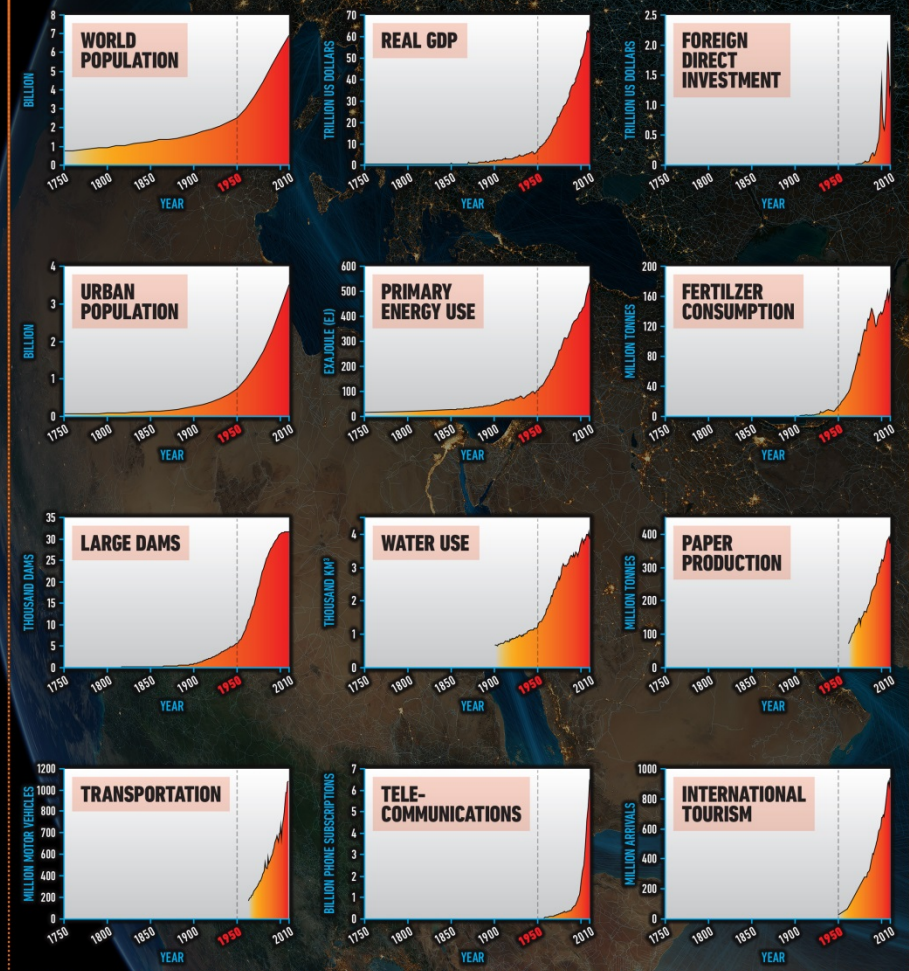 WORLD
POPULATION
BILLION
8
7
6
5
4
3
2
1
0
1750 1800 1850 1900 1950 2010
YEAR
REAL GDP
TRILLION US DOLLARS
70
60
50
40
30
20
10
0
1750 1800 1850 1900 1950 2010
YEAR
FOREIGN
DIRECT
INVESTMENT
TRILLION US DOLLARS
2.5
2.0
1.5
1.0
0.5
0
1750 1800 1850 1900 1950 2010
YEAR
URBAN
POPULATION
BILLION
4
3
2
1
0
1750 1800 1850 1900 1950 2010
YEAR
PRIMARY
ENERGY USE
EXAJOULE (EJ)
600
500
400
300
200
100
0
1750 1800 1850 1900 1950 2010
YEAR
FERTILZER
CONSUMPTION
MILLION TONNES
200
160
120
80
40
0
1750 1800 1850 1900 1950 2010
YEAR
LARGE DAMS
THOUSAND DAMS
35
30
25
20
15
10
5
0
1750 1800 1850 1900 1950 2010
YEAR
WATER USE
THOUSAND KM³
4
3
2
1
0
1750 1800 1850 1900 1950 2010
YEAR
PAPER
PRODUCTION
MILLION TONNES
400
300
200
100
0
1750 1800 1850 1900 1950 2010
YEAR
TRANSPORTATION
MILLION MOTOR VEHICLES
1200
1000
700
600
400
200
0
1750 1800 1850 1900 1950 2010
YEAR
TELE-
COMMUNICATIONS
BILLION PHONE SUBSCRIPTIONS
7
6
5
4
3
2
1
0
1750 1800 1850 1900 1950 2010
YEAR
INTERNATIONAL
TOURISM
MILLION ARRIVALS
1000
800
600
400
200
0
1750 1800 1850 1900 1950 2010
YEAR